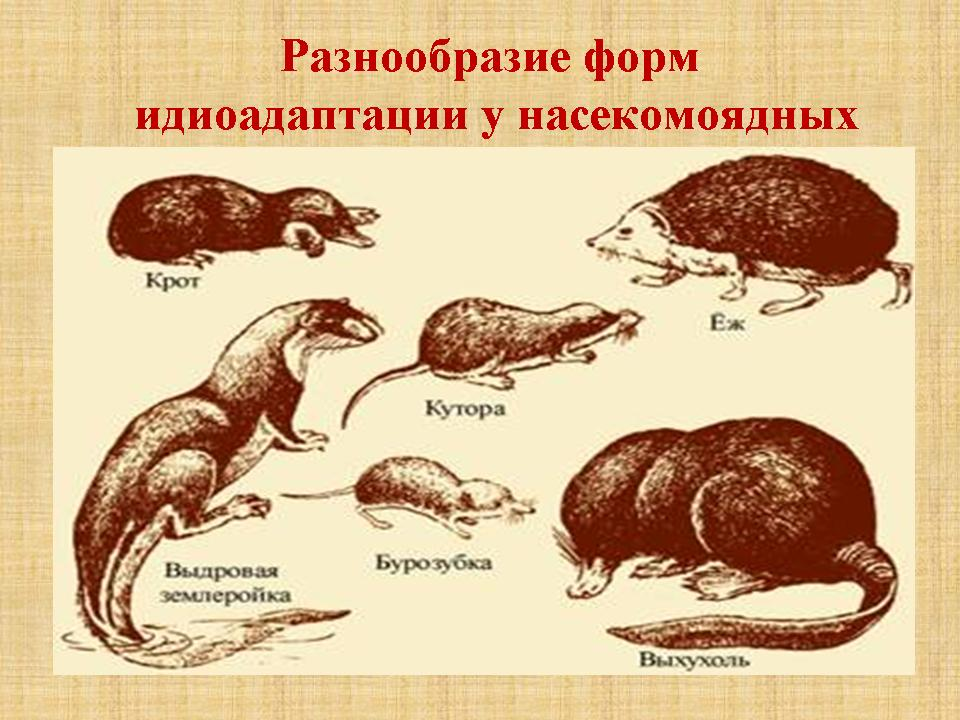 Разнообразие форм
идиоадаптации у насекомоядных
Крот
Ёж
Кутора
Бурозубка
Выдровая
землеройка
Выхухоль